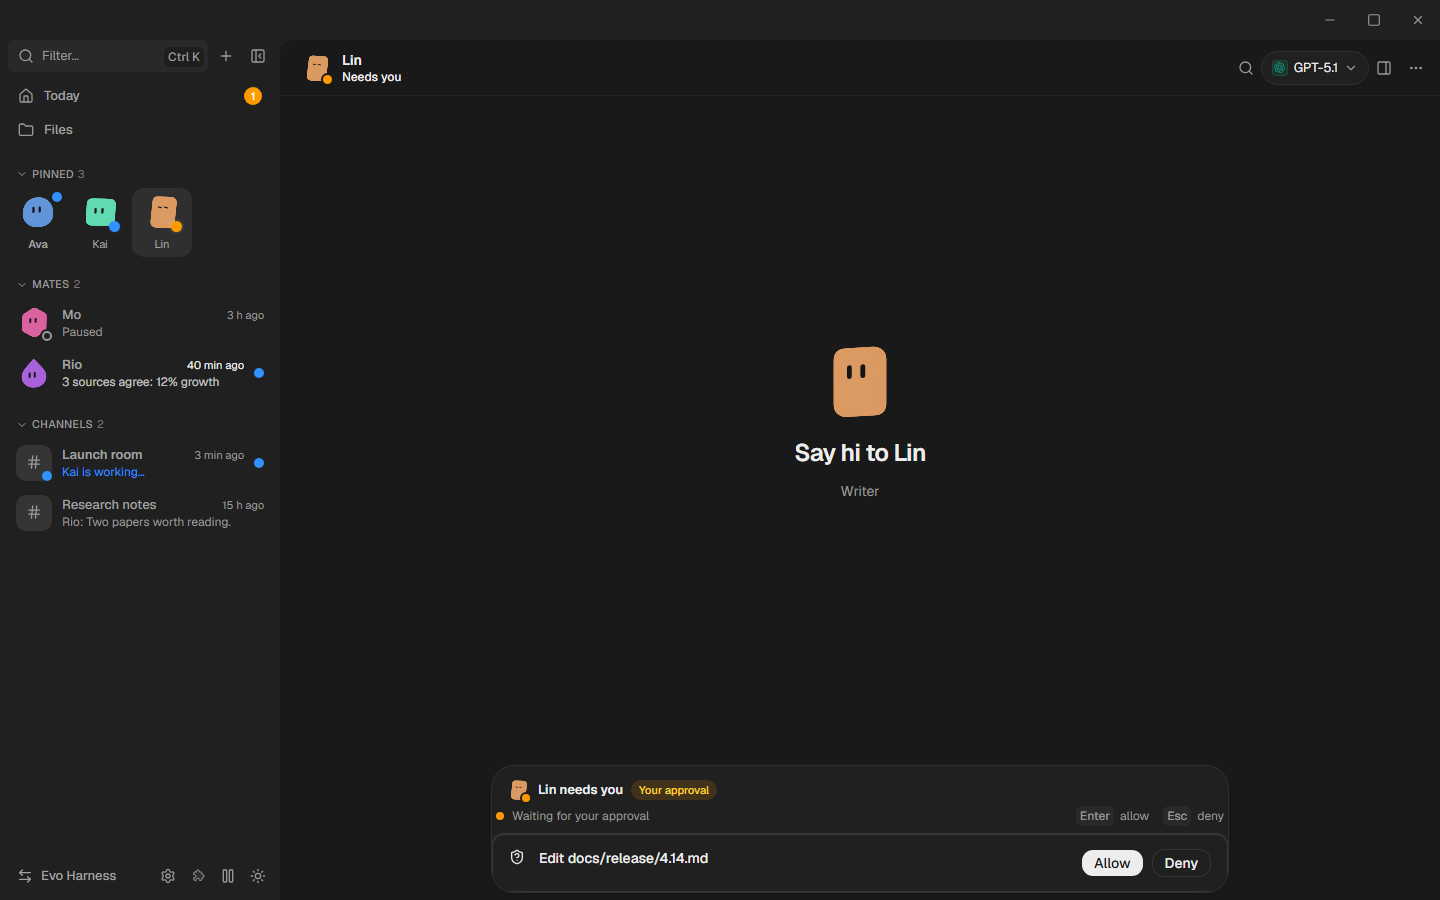 Filter...
Ctrl K
Today
1
Files
PINNED 3
Ava
Kai
Lin
MATES 2
Mo
3 h ago
Paused
Rio
40 min ago
3 sources agree: 12% growth
CHANNELS 2
Launch room
3 min ago
Kai is working...
Research notes
15 h ago
Rio: Two papers worth reading.
Evo Harness
Lin
Needs you
GPT-5.1
Say hi to Lin
Writer
Lin needs you
Your approval
Waiting for your approval
Enter allow
Esc deny
Edit docs/release/4.14.md
Allow
Deny